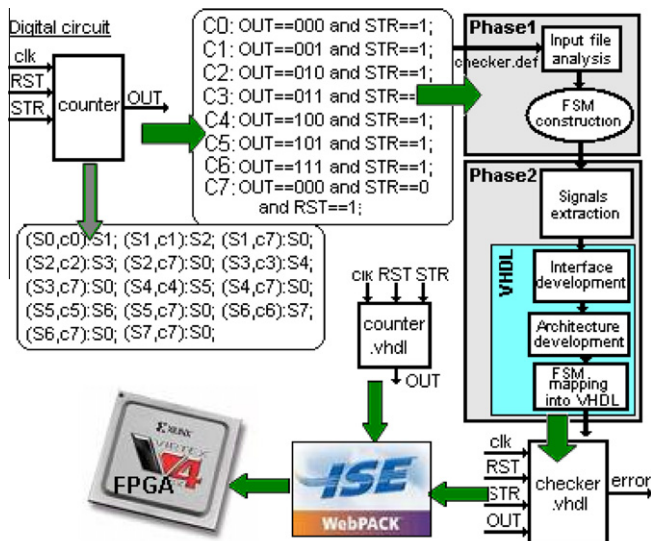 Digital circuit
clk
RST
STR
counter
OUT
C0: OUT==000 and STR==1;
C1: OUT==001 and STR==1;
C2: OUT==010 and STR==1;
C3: OUT==011 and STR==
C4: OUT==100 and STR==1;
C5: OUT==101 and STR==1;
C6: OUT==111 and STR==1;
C7: OUT==000 and STR==0
and RST==1;
checker.def
Phase1
Input file
analysis
FSM
construction
Phase2
Signals
extraction
VHDL
Interface
development
Architecture
development
FSM
mapping
into VHDL
(S0,c0):S1; (S1,c1):S2; (S1,c7):S0;
(S2,c2):S3; (S2,c7):S0; (S3,c3):S4;
(S3,c7):S0; (S4,c4):S5; (S4,c7):S0;
(S5,c5):S6; (S5,c7):S0; (S6,c6):S7;
(S6,c7):S0; (S7,c7):S0;
clk RST STR
counter
.vhdl
OUT
XILINX
VIRTEX
4
FPGA
ISE
WebPACK
clk
RST
STR
OUT
checker
.vhdl
error